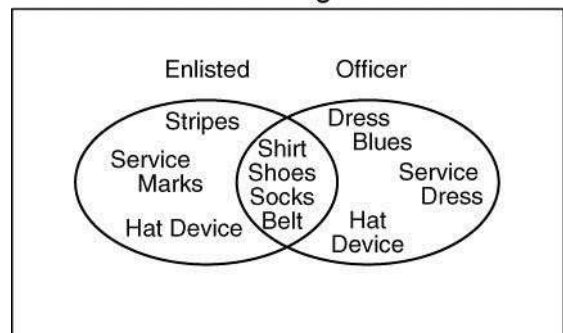 Enlisted
Officer
Stripes
Service
Marks
Hat Device
Shirt
Shoes
Socks
Belt
Dress
Blues
Service
Dress
Hat
Device